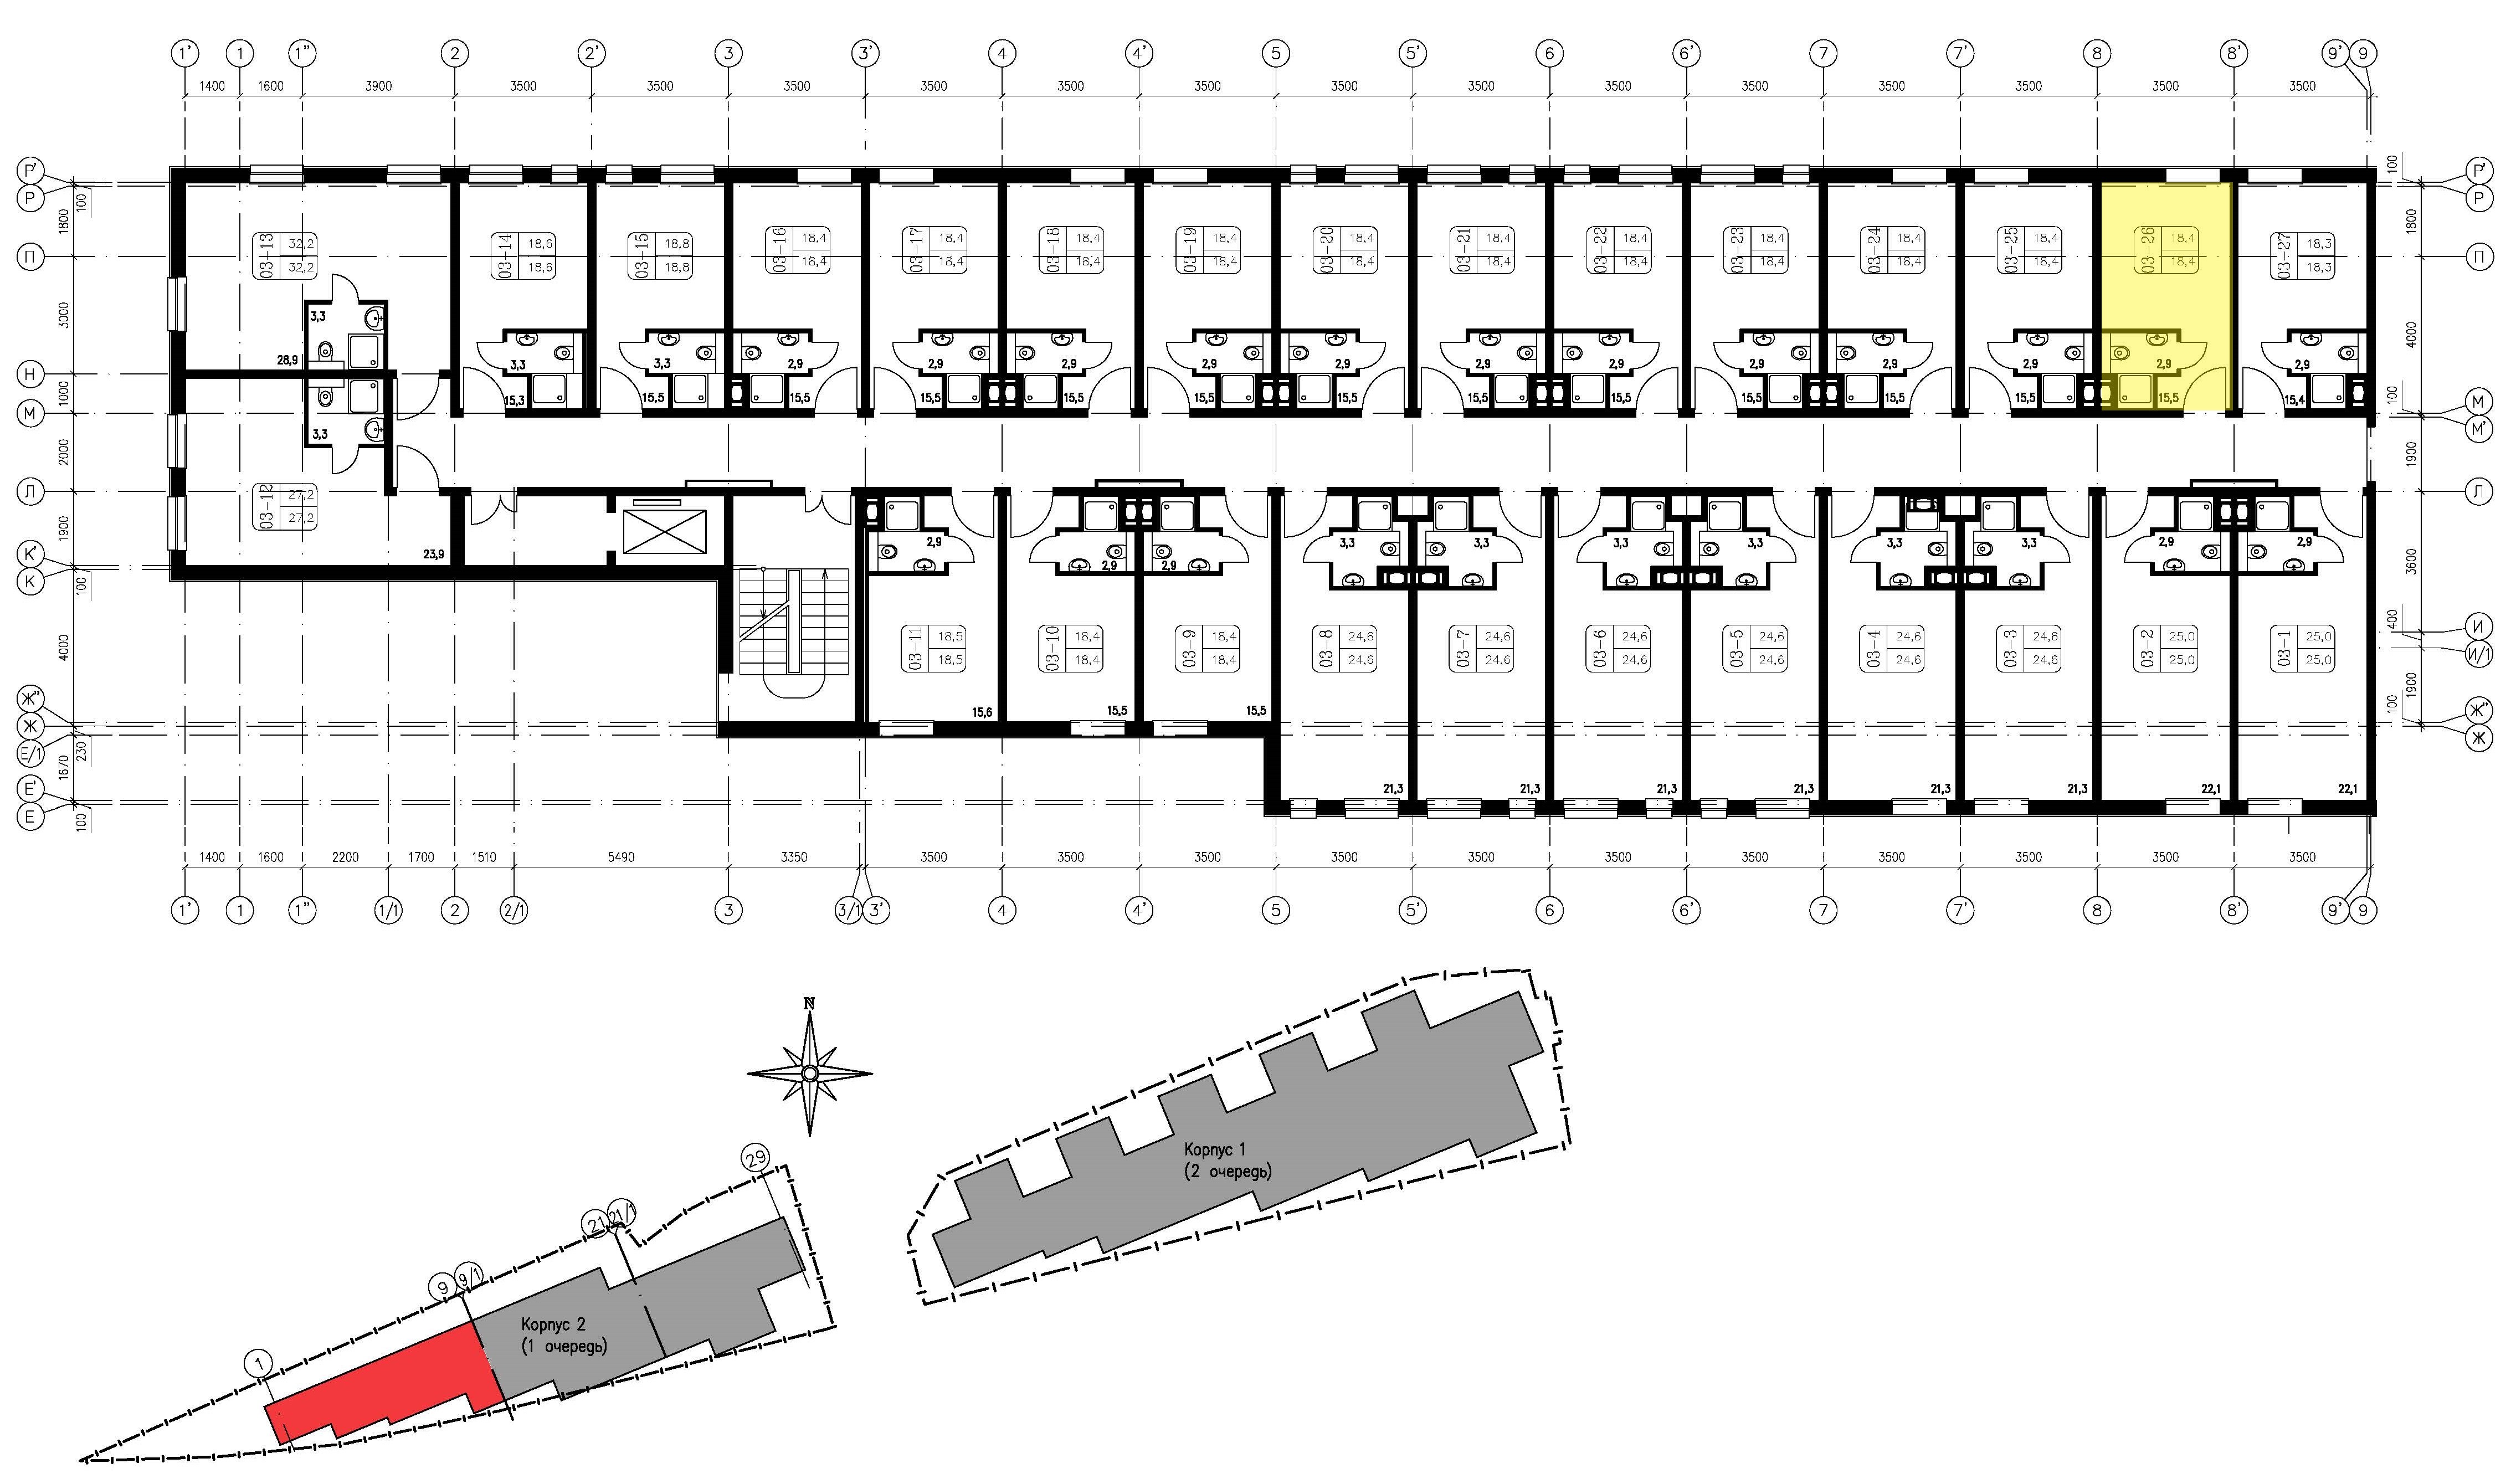 1' 1 1" 2 2' 3 3' 4 4' 5 5' 6 6' 7 7' 8 8' 9' 9
1400 1600 3900 3500 3500 3500 3500 3500 3500 3500 3500 3500 3500 3500 3500 3500 3500 3500
Р' 100 Р'
Р 100 Р
1800 1800
03-13 32,2 32,2
03-14 18,6 18,6
03-15 18,8 18,8
03-16 18,4 18,4
03-17 18,4 18,4
03-18 18,4 18,4
03-19 18,4 18,4
03-20 18,4 18,4
03-21 18,4 18,4
03-22 18,4 18,4
03-23 18,4 18,4
03-24 18,4 18,4
03-25 18,4 18,4
03-26 18,4 18,4
03-27 18,3 18,3
П П
3000 4000
3,3 3,3 3,3 2,9 2,9 2,9 2,9 2,9 2,9 2,9 2,9 2,9 2,9 2,9 2,9
28,9
Н
1000 100
15,3 15,5 15,5 15,5 15,5 15,5 15,5 15,5 15,5 15,5 15,5 15,5 15,5 15,4
М М
3,3 М'
2000 1900
Л Л
03-12 27,2 27,2
1900 3600
23,9
2,9 2,9 2,9 3,3 3,3 3,3 3,3 3,3 3,3 2,9 2,9
К'
К
100
4000 400
03-11 18,5 18,5
03-10 18,4 18,4
03-9 18,4 18,4
03-8 24,6 24,6
03-7 24,6 24,6
03-6 24,6 24,6
03-5 24,6 24,6
03-4 24,6 24,6
03-3 24,6 24,6
03-2 25,0 25,0
03-1 25,0 25,0
И
И/1
1900
100
Ж" 15,6 15,5 15,5 Ж"
Ж Ж
Е/1
230
1670
Е' 21,3 21,3 21,3 21,3 21,3 21,3 22,1 22,1
Е
100
1400 1600 2200 1700 1510 5490 3350 3500 3500 3500 3500 3500 3500 3500 3500 3500 3500 3500
1' 1 1" 1/1 2 2/1 3 3/1 3' 4 4' 5 5' 6 6' 7 7' 8 8' 9' 9
N
Корпус 1
(2 очередь)
29
21 21/1
9 9/1
Корпус 2
(1 очередь)
1